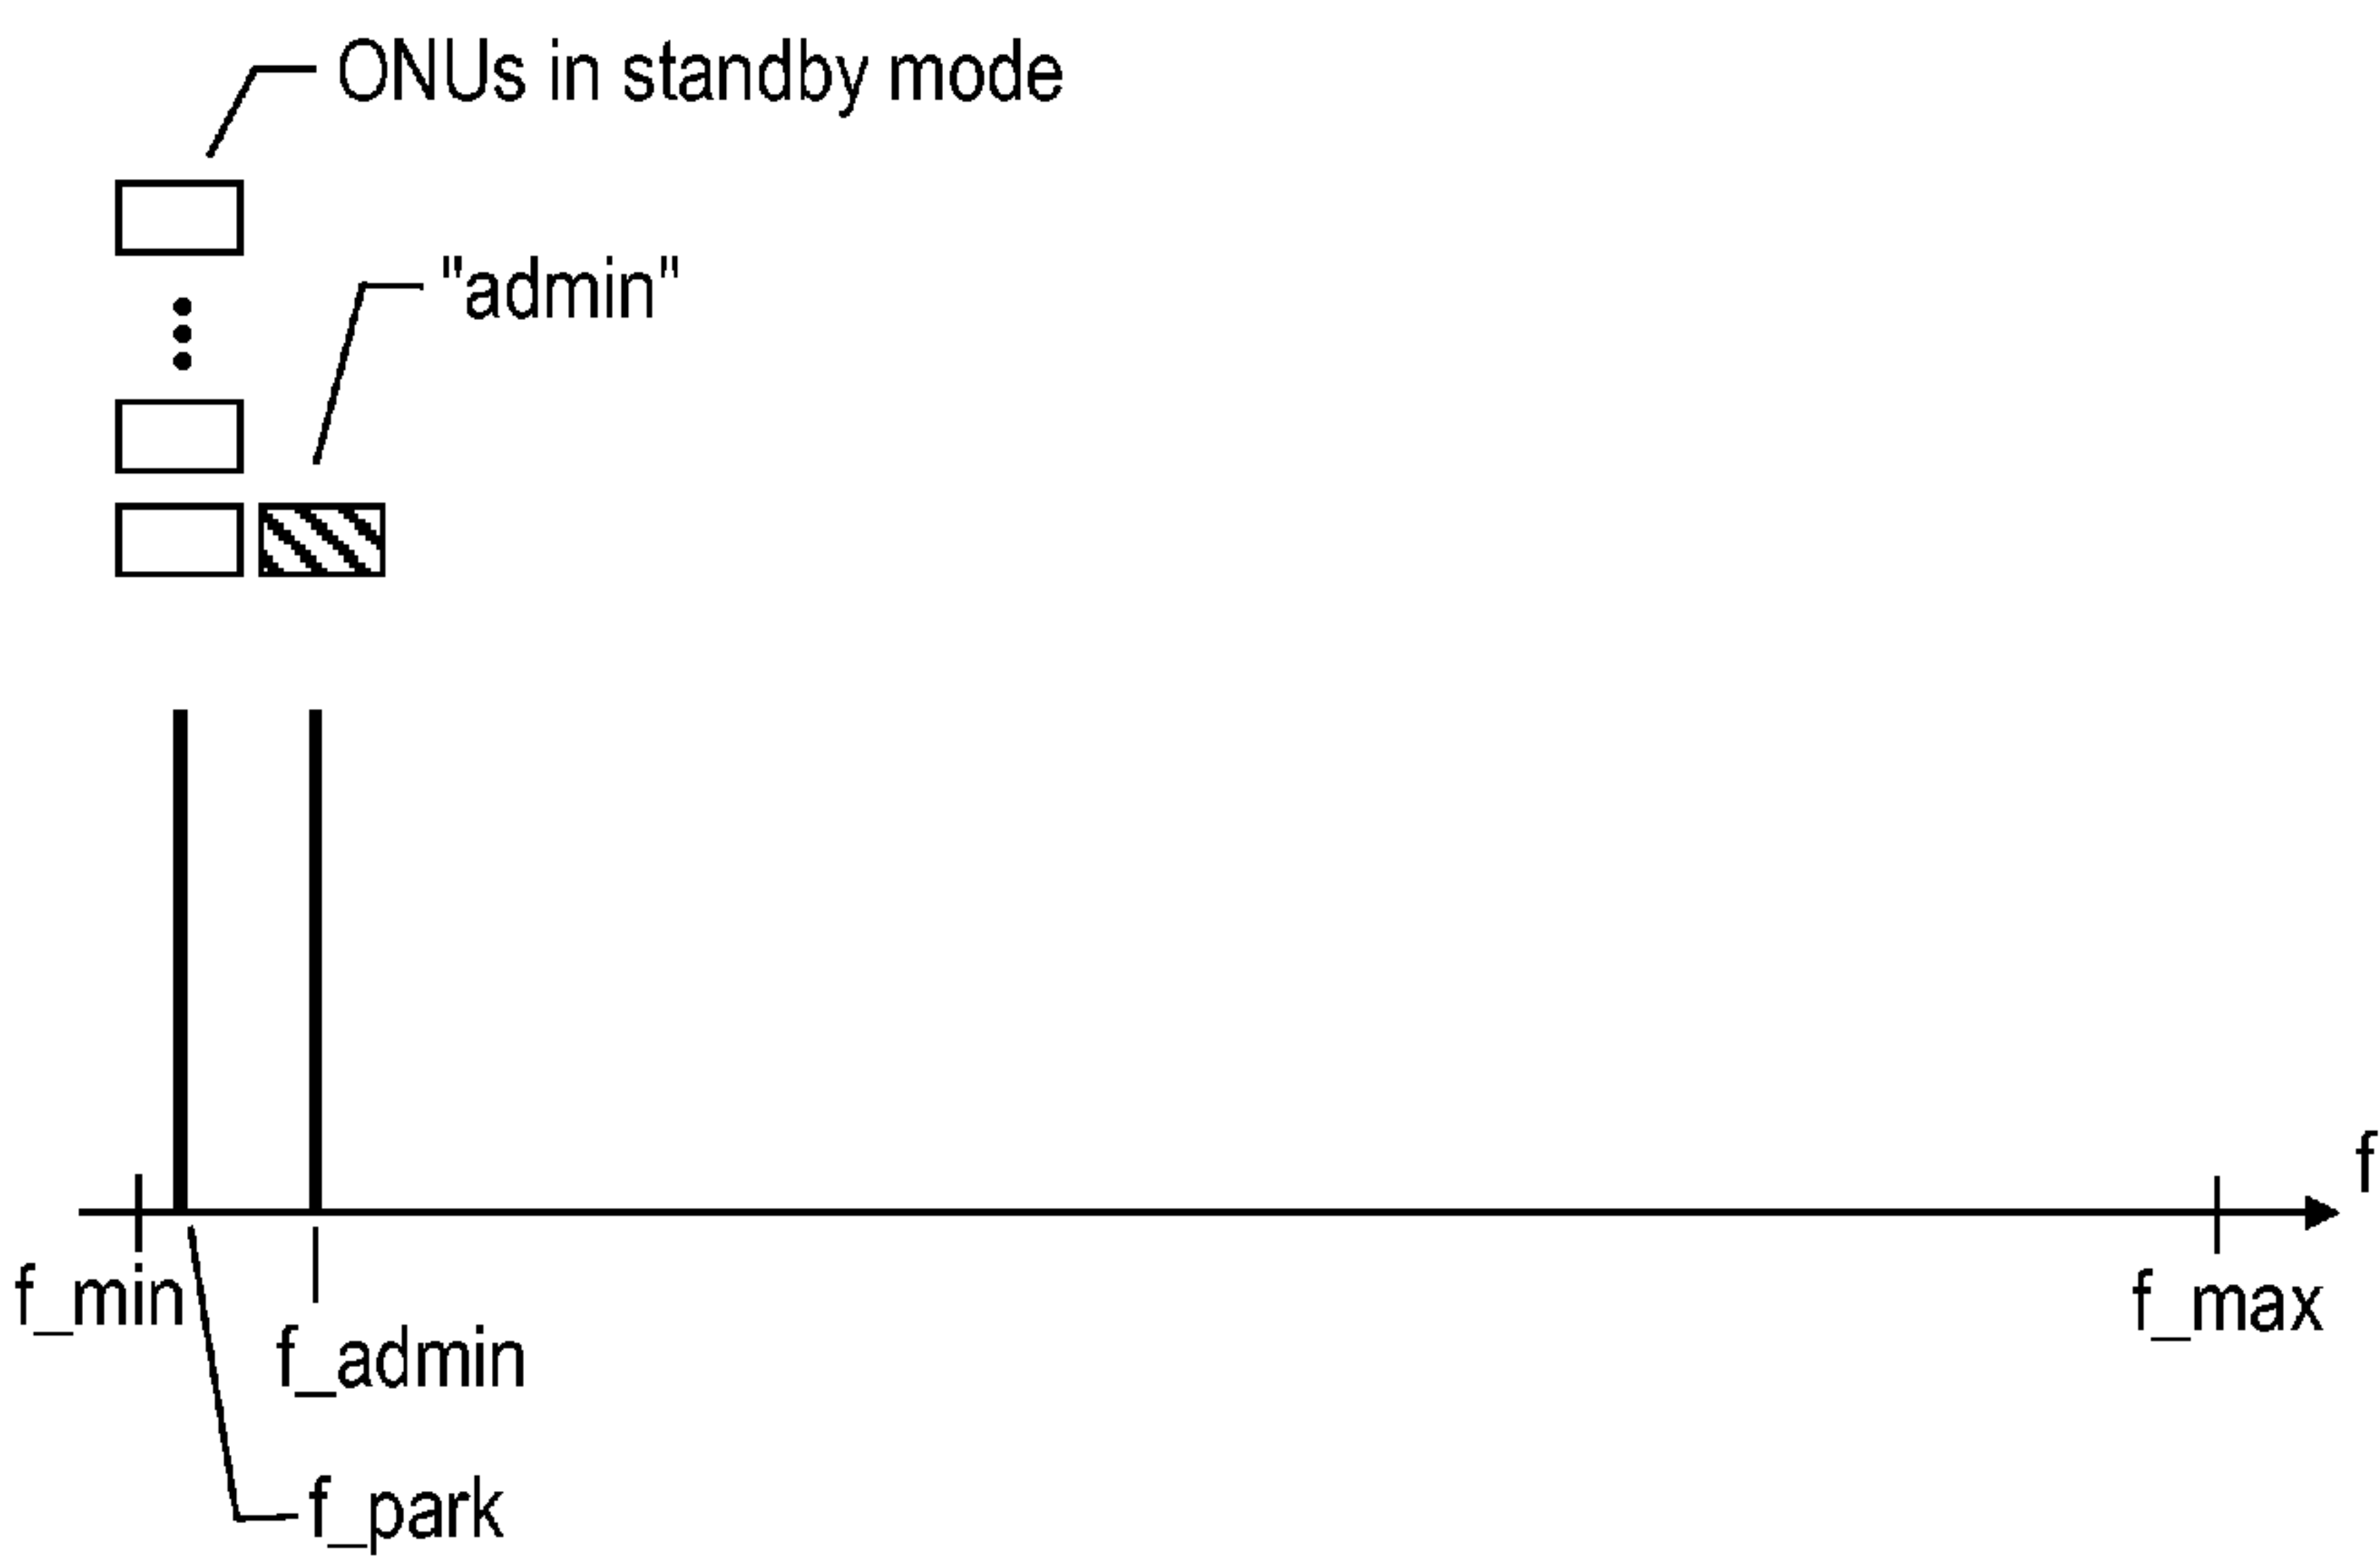 ONUs in standby mode
"admin"
f
f_min
f_max
f_admin
f_park